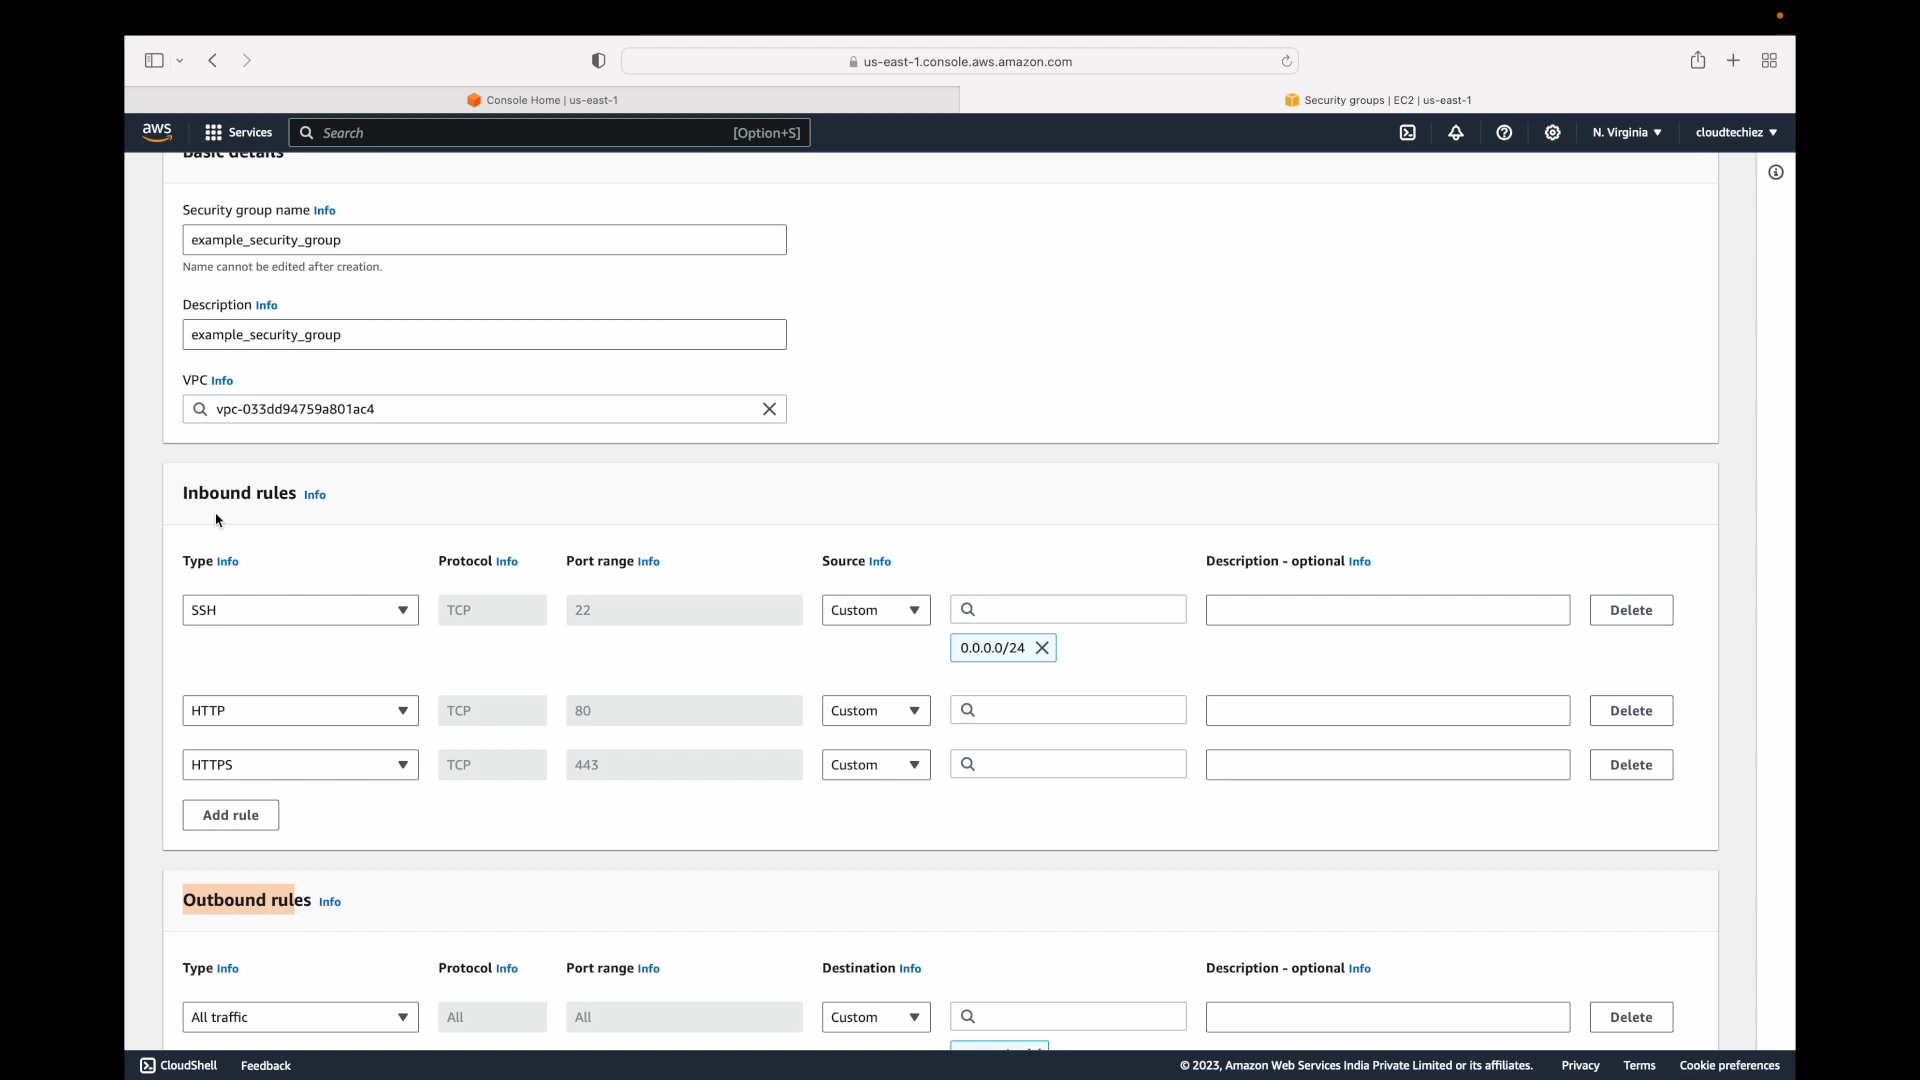 us-east-1.console.aws.amazon.com
Console Home | us-east-1
Security groups | EC2 | us-east-1
aws
Services
Search
[Option+S]
N. Virginia
cloudtechiez
Basic details
Security group name Info
example_security_group
Name cannot be edited after creation.
Description Info
example_security_group
VPC Info
vpc-033dd94759a801ac4
Inbound rules Info
Type Info Protocol Info Port range Info Source Info Description - optional Info
SSH TCP 22 Custom Delete
0.0.0.0/24
HTTP TCP 80 Custom Delete
HTTPS TCP 443 Custom Delete
Add rule
Outbound rules Info
Type Info Protocol Info Port range Info Destination Info Description - optional Info
All traffic All All Custom Delete
CloudShell Feedback © 2023, Amazon Web Services India Private Limited or its affiliates. Privacy Terms Cookie preferences